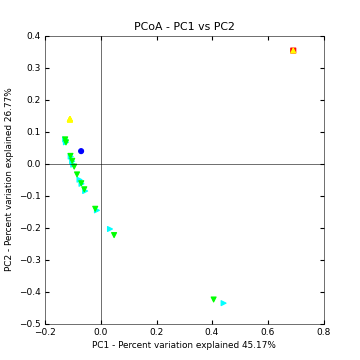 PCoA - PC1 vs PC2
0.4
0.3
0.2
0.1
0.0
−0.1
−0.2
−0.3
−0.4
−0.5
−0.2 0.0 0.2 0.4 0.6 0.8
PC2 - Percent variation explained 26.77%
PC1 - Percent variation explained 45.17%